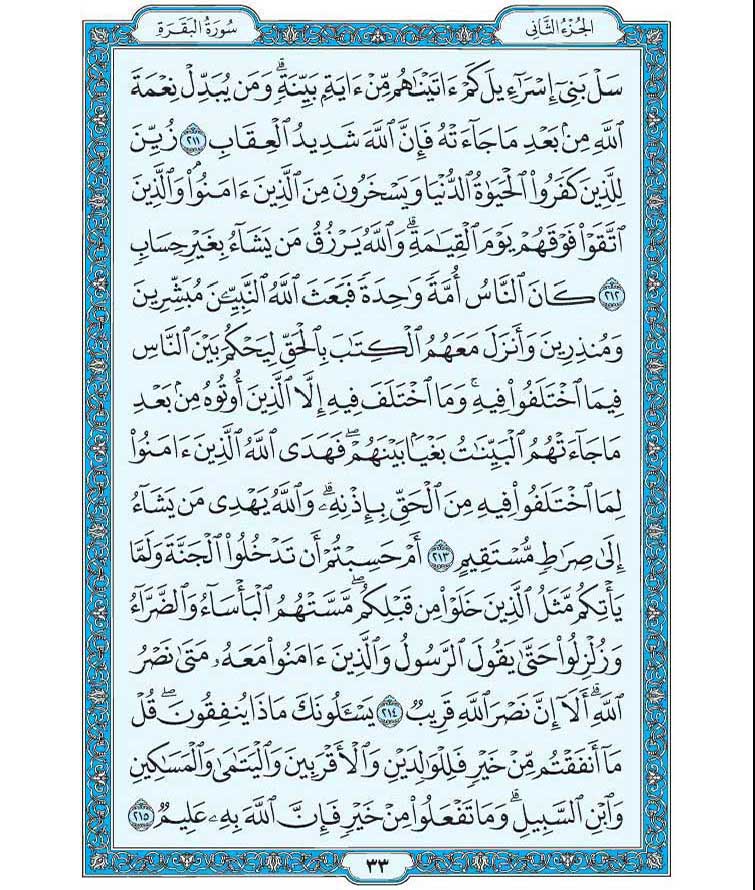 الجُزْءُ الثَّانِي
سُورَةُ البَقَرَةِ
سَلْ بَنِىٓ إِسْرَٰٓءِيلَ كَمْ ءَاتَيْنَٰهُم مِّنْ ءَايَةِۭ بَيِّنَةٍۗ وَمَن يُبَدِّلْ نِعْمَةَ
ٱللَّهِ مِنۢ بَعْدِ مَا جَآءَتْهُ فَإِنَّ ٱللَّهَ شَدِيدُ ٱلْعِقَابِ ٢١١ زُيِّنَ
لِلَّذِينَ كَفَرُوا۟ ٱلْحَيَوٰةُ ٱلدُّنْيَا وَيَسْخَرُونَ مِنَ ٱلَّذِينَ ءَامَنُوا۟ۘ وَٱلَّذِينَ
ٱتَّقَوْا۟ فَوْقَهُمْ يَوْمَ ٱلْقِيَٰمَةِۗ وَٱللَّهُ يَرْزُقُ مَن يَشَآءُ بِغَيْرِ حِسَابٍ
٢١٢ كَانَ ٱلنَّاسُ أُمَّةً وَٰحِدَةً فَبَعَثَ ٱللَّهُ ٱلنَّبِيِّۦنَ مُبَشِّرِينَ
وَمُنذِرِينَ وَأَنزَلَ مَعَهُمُ ٱلْكِتَٰبَ بِٱلْحَقِّ لِيَحْكُمَ بَيْنَ ٱلنَّاسِ
فِيمَا ٱخْتَلَفُوا۟ فِيهِۚ وَمَا ٱخْتَلَفَ فِيهِ إِلَّا ٱلَّذِينَ أُوتُوهُ مِنۢ بَعْدِ
مَا جَآءَتْهُمُ ٱلْبَيِّنَٰتُ بَغْيَۢا بَيْنَهُمْۖ فَهَدَى ٱللَّهُ ٱلَّذِينَ ءَامَنُوا۟
لِمَا ٱخْتَلَفُوا۟ فِيهِ مِنَ ٱلْحَقِّ بِإِذْنِهِۦۗ وَٱللَّهُ يَهْدِى مَن يَشَآءُ
إِلَىٰ صِرَٰطٍ مُّسْتَقِيمٍ ٢١٣ أَمْ حَسِبْتُمْ أَن تَدْخُلُوا۟ ٱلْجَنَّةَ وَلَمَّا
يَأْتِكُم مَّثَلُ ٱلَّذِينَ خَلَوْا۟ مِن قَبْلِكُمۖ مَّسَّتْهُمُ ٱلْبَأْسَآءُ وَٱلضَّرَّآءُ
وَزُلْزِلُوا۟ حَتَّىٰ يَقُولَ ٱلرَّسُولُ وَٱلَّذِينَ ءَامَنُوا۟ مَعَهُۥ مَتَىٰ نَصْرُ
ٱللَّهِۗ أَلَآ إِنَّ نَصْرَ ٱللَّهِ قَرِيبٌ ٢١٤ يَسْـَٔلُونَكَ مَاذَا يُنفِقُونَۖ قُلْ
مَآ أَنفَقْتُم مِّنْ خَيْرٍ فَلِلْوَٰلِدَيْنِ وَٱلْأَقْرَبِينَ وَٱلْيَتَٰمَىٰ وَٱلْمَسَٰكِينِ
وَٱبْنِ ٱلسَّبِيلِۗ وَمَا تَفْعَلُوا۟ مِنْ خَيْرٍ فَإِنَّ ٱللَّهَ بِهِۦ عَلِيمٌ ٢١٥
٣٣